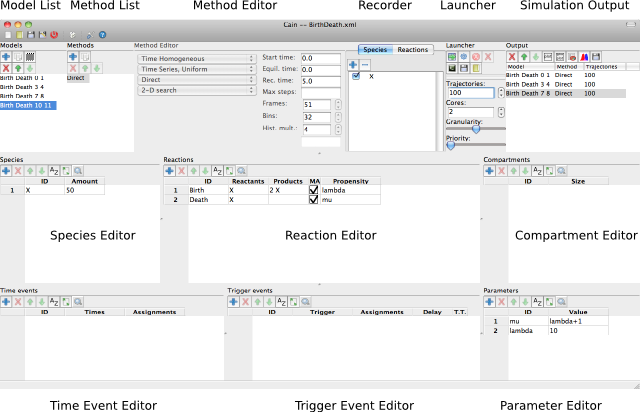 Model List Method List Method Editor Recorder Launcher Simulation Output
Cain -- BirthDeath.xml
Models Methods Method Editor Species Reactions Launcher Output
Time Homogeneous Start time: 0.0
Time Series, Uniform Equil. time: 0.0
Direct Rec. time: 5.0
2-D search Max steps:
Frames: 51
Bins: 32
Hist. mult.: 4
Birth Death 0 1
Birth Death 3 4
Birth Death 7 8
Birth Death 10 11
Direct
X
Trajectories:
100
Cores:
2
Granularity:
Priority:
Model Method Trajectories
Birth Death 0 1 Direct 100
Birth Death 3 4 Direct 100
Birth Death 7 8 Direct 100
Species Reactions Compartments
ID Amount
1 X 50
ID Reactants Products MA Propensity
1 Birth X 2 X lambda
2 Death X mu
ID Size
Species Editor Reaction Editor Compartment Editor
Time events Trigger events Parameters
ID Times Assignments
ID Trigger Assignments Delay T.T.
ID Value
1 mu lambda+1
2 lambda 10
Time Event Editor Trigger Event Editor Parameter Editor